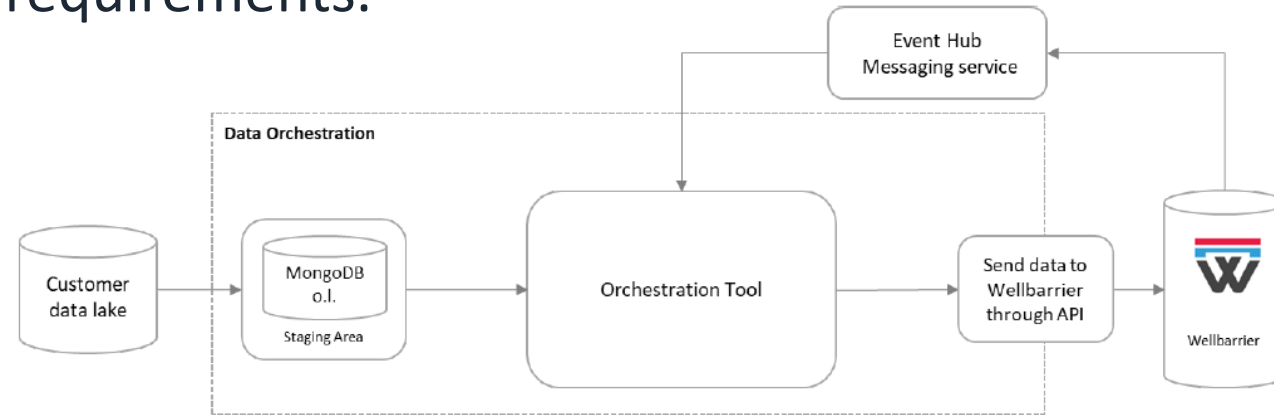 requirements:
Event Hub
Messaging service
Data Orchestration
Customer
data lake
MongoDB
o.l.
Staging Area
Orchestration Tool
Send data to
Wellbarrier
through API
W
Wellbarrier